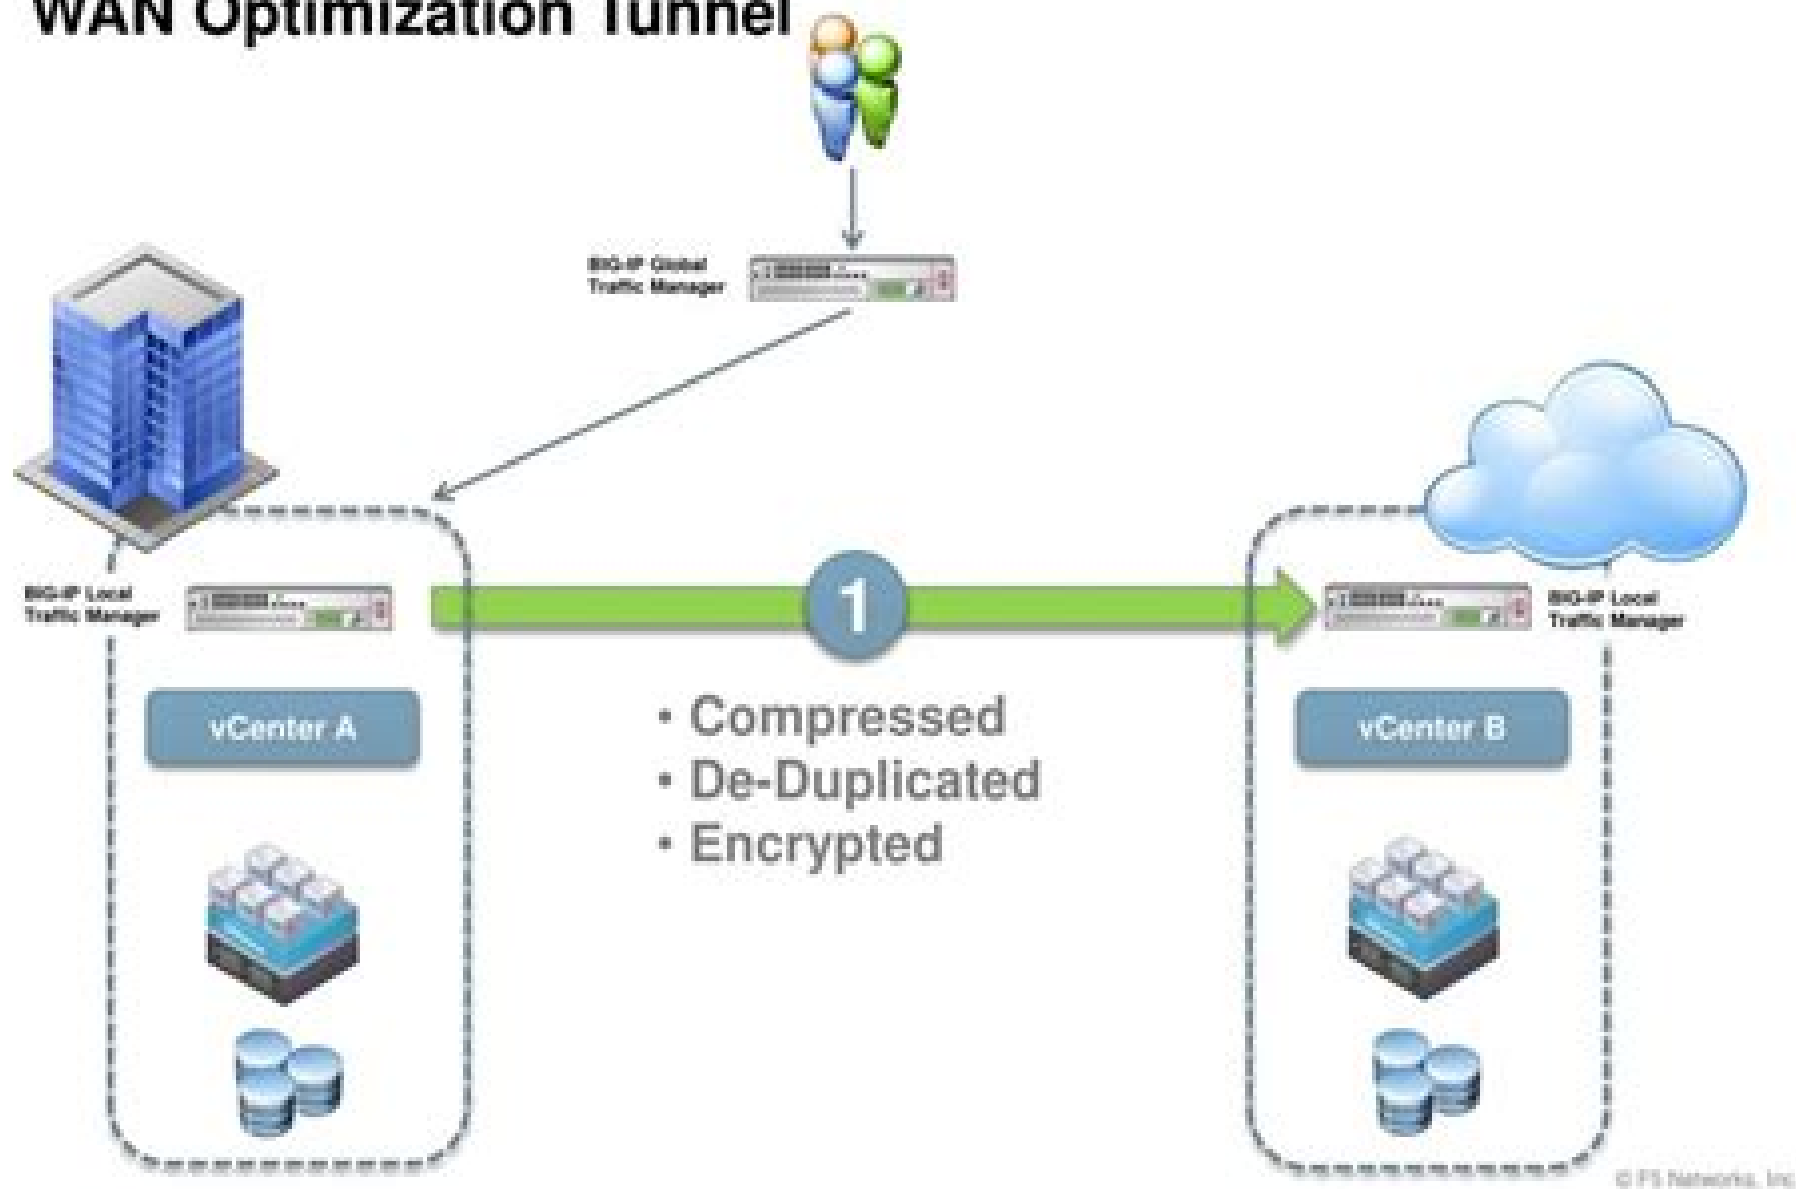 WAN Optimization Tunnel
BIG-IP Global
Traffic Manager
BIG-IP Local
Traffic Manager
1
BIG-IP Local
Traffic Manager
vCenter A
• Compressed
• De-Duplicated
• Encrypted
vCenter B
© F5 Networks, Inc.